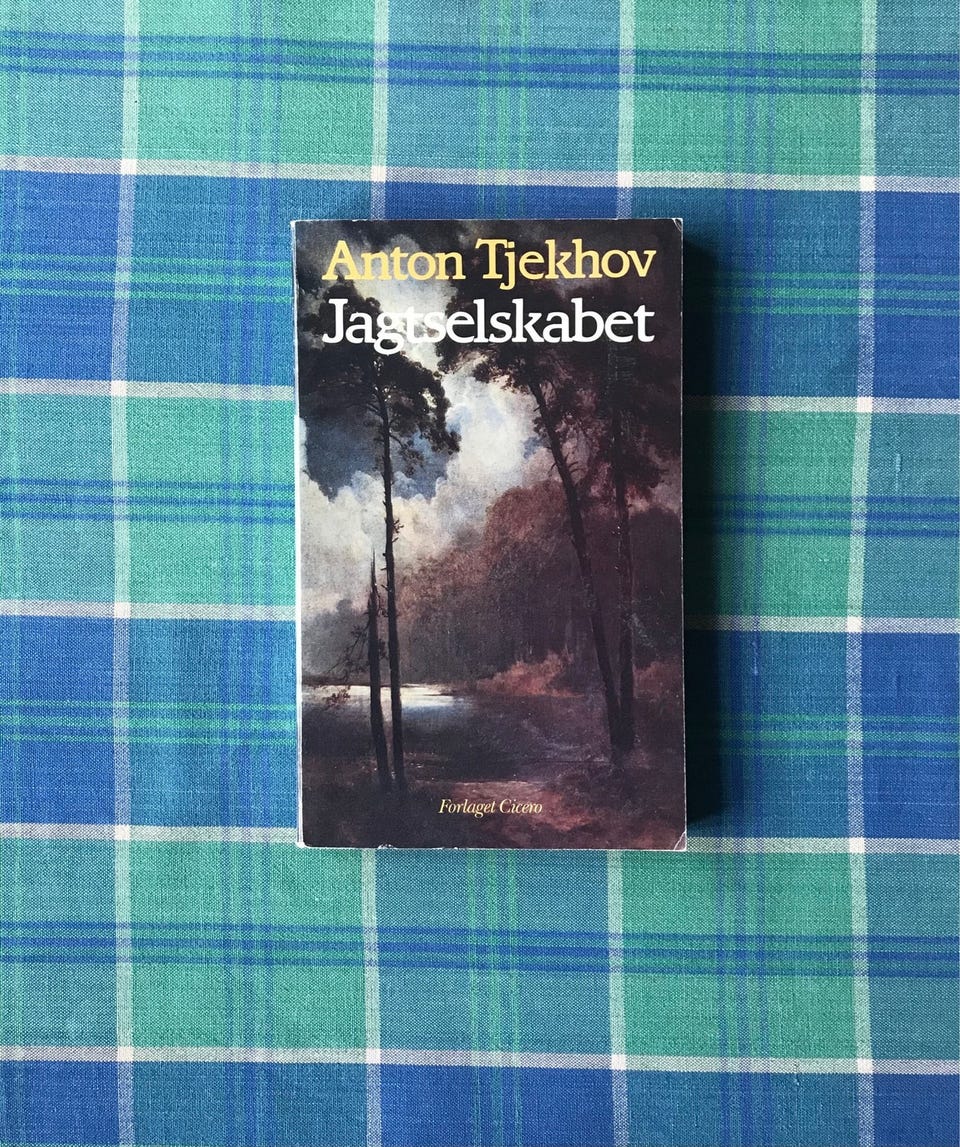 Anton Tjekhov
Jagtselskabet
Forlaget Cicero